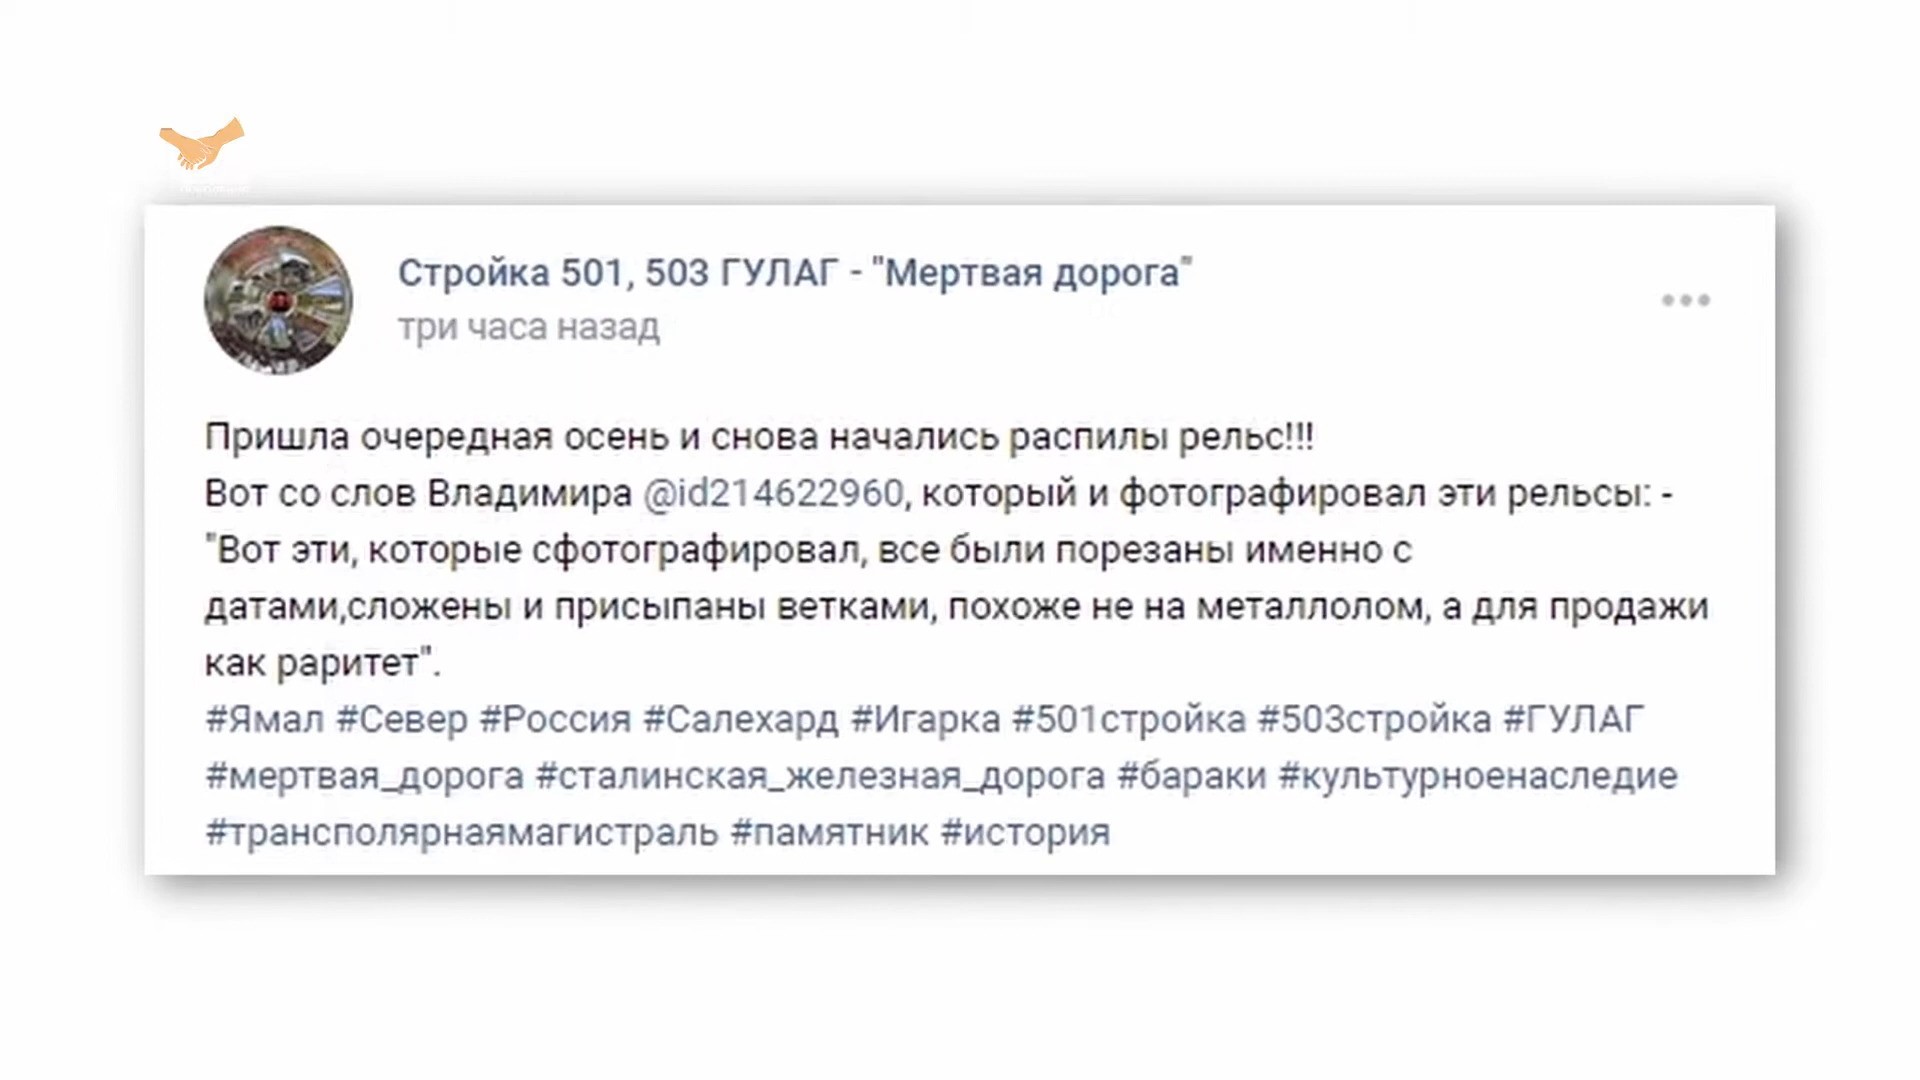 Стройка 501, 503 ГУЛАГ - "Мертвая дорога"
три часа назад
Пришла очередная осень и снова начались распилы рельс!!!
Вот со слов Владимира @id214622960, который и фотографировал эти рельсы: -
"Вот эти, которые сфотографировал, все были порезаны именно с
датами,сложены и присыпаны ветками, похоже не на металлолом, а для продажи
как раритет".
#Ямал #Север #Россия #Салехард #Игарка #501стройка #503стройка #ГУЛАГ
#мертвая_дорога #сталинская_железная_дорога #бараки #культурноенаследие
#трансполярнаямагистраль #памятник #история